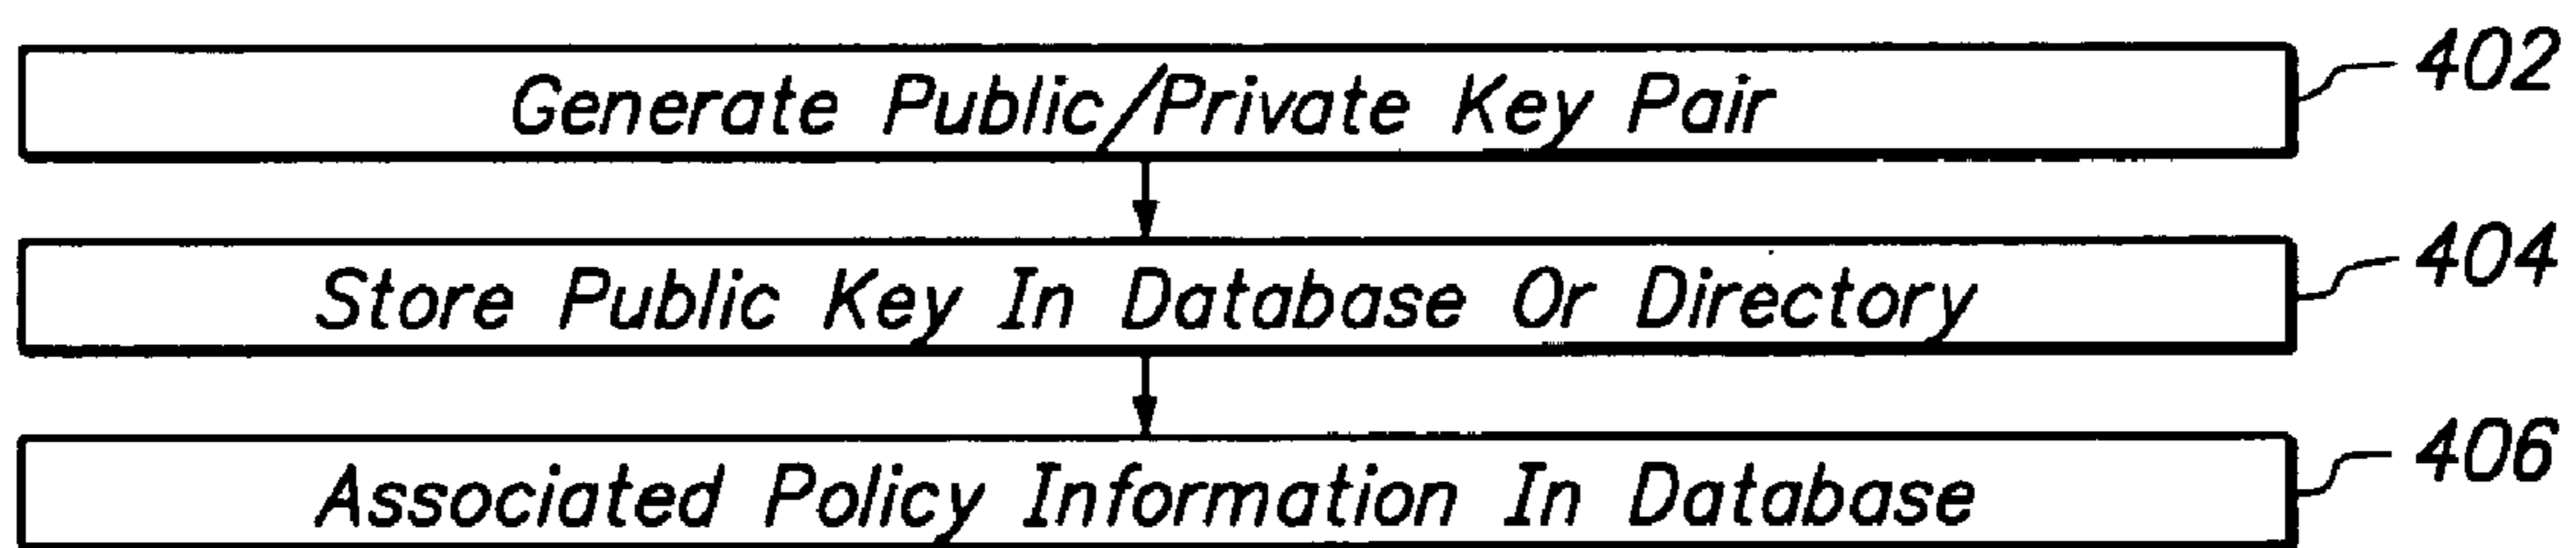 Generate Public/Private Key Pair 402
Store Public Key In Database Or Directory 404
Associated Policy Information In Database 406